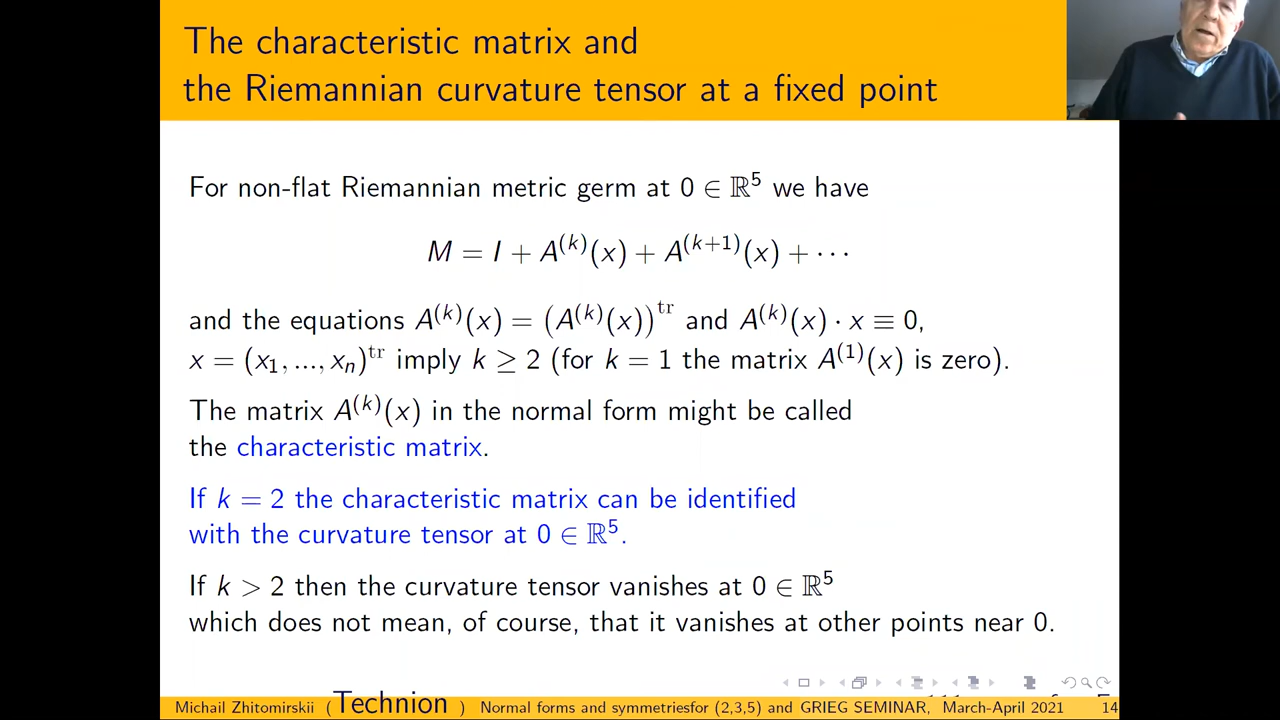 The characteristic matrix and
the Riemannian curvature tensor at a fixed point
For non-flat Riemannian metric germ at 0 ∈ ℝ⁵ we have
M = I + A⁽ᵏ⁾(x) + A⁽ᵏ⁺¹⁾(x) + ⋯
and the equations A⁽ᵏ⁾(x) = (A⁽ᵏ⁾(x))ᵗʳ and A⁽ᵏ⁾(x) · x ≡ 0,
x = (x₁, ..., xₙ)ᵗʳ imply k ≥ 2 (for k = 1 the matrix A⁽¹⁾(x) is zero).
The matrix A⁽ᵏ⁾(x) in the normal form might be called
the characteristic matrix.
If k = 2 the characteristic matrix can be identified
with the curvature tensor at 0 ∈ ℝ⁵.
If k > 2 then the curvature tensor vanishes at 0 ∈ ℝ⁵
which does not mean, of course, that it vanishes at other points near 0.
Michail Zhitomirskii ( Technion ) Normal forms and symmetriesfor (2,3,5) and GRIEG SEMINAR, March-April 2021 14